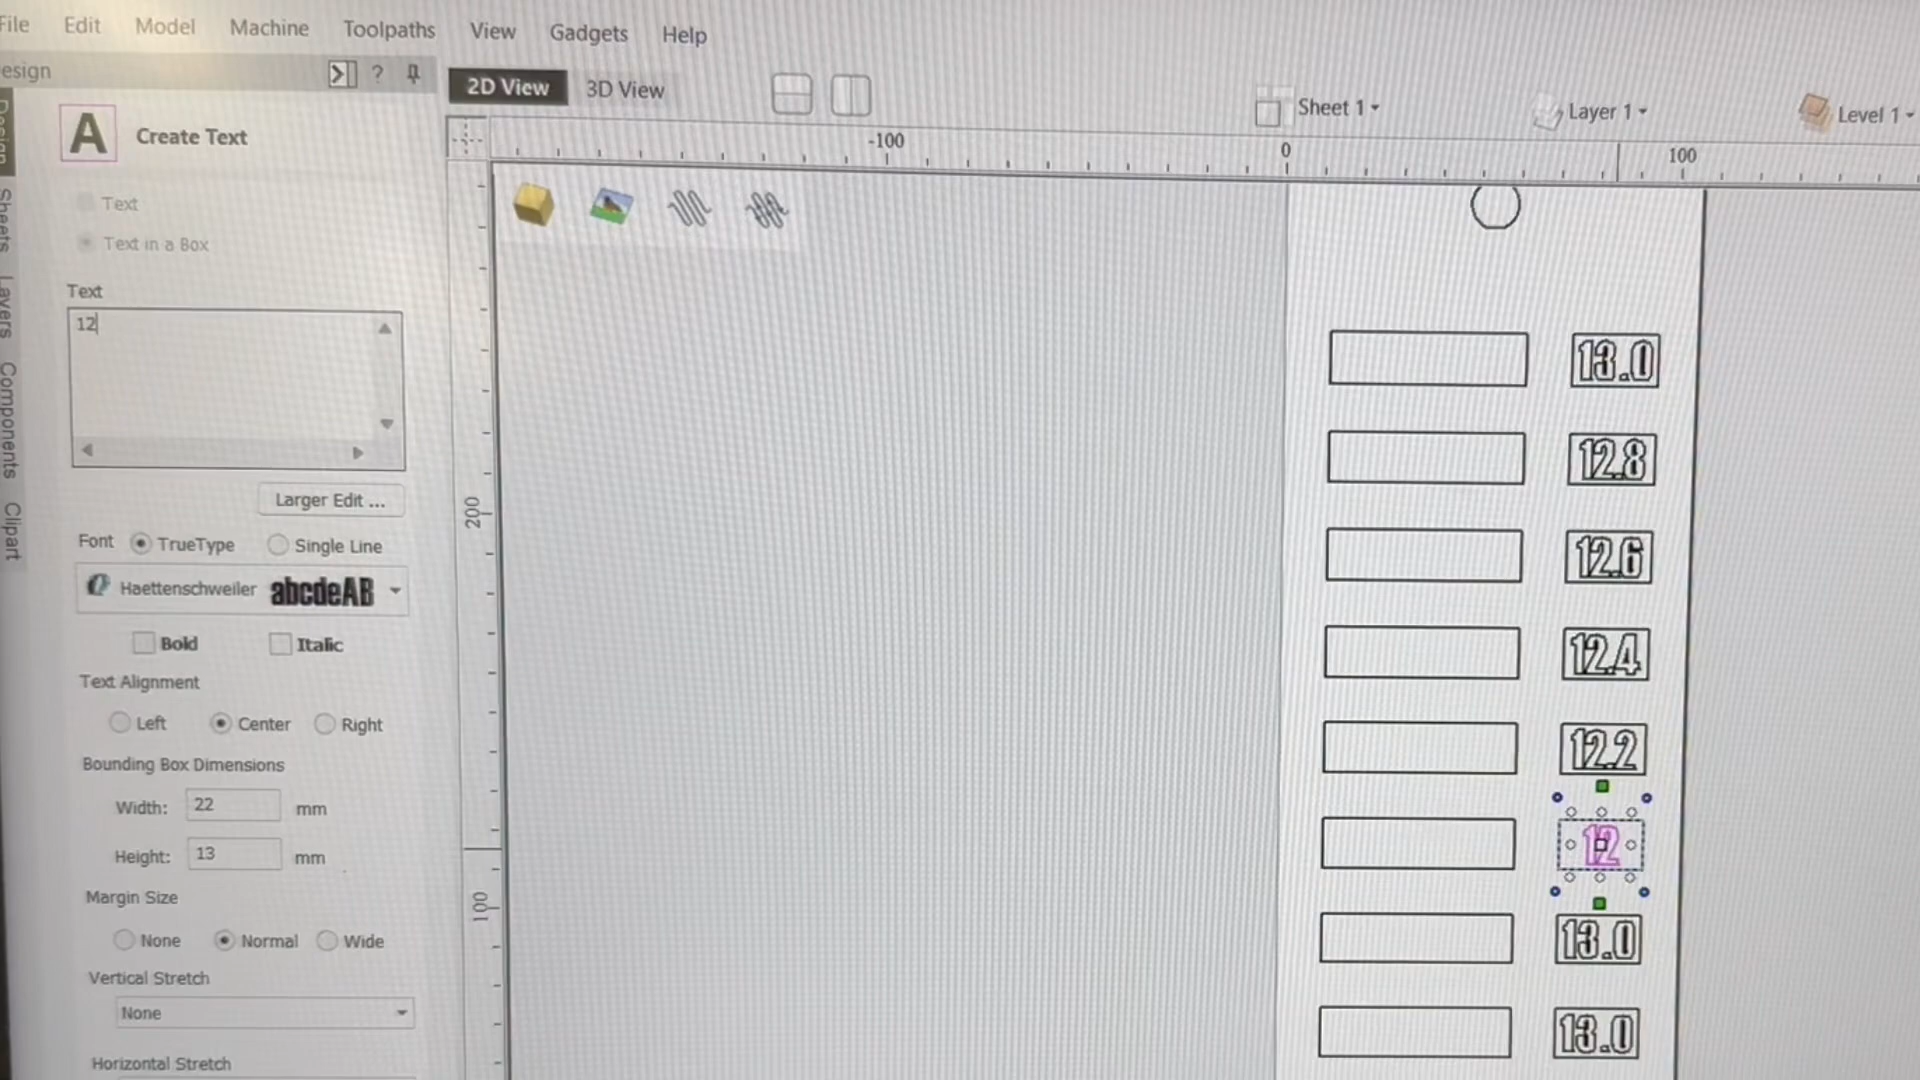 File Edit Model Machine Toolpaths View Gadgets Help
esign ?
2D View 3D View
Sheet 1 Layer 1 Level 1
-100 0 100
A Create Text
Text
Text in a Box
Text
12
Larger Edit ...
Font TrueType Single Line
Haettenschweiler abcdeAB
Bold Italic
Text Alignment
Left Center Right
Bounding Box Dimensions
Width: 22 mm
Height: 13 mm
Margin Size
None Normal Wide
Vertical Stretch
None
Horizontal Stretch
Design
Sheets
Layers
Components
Clipart
200
100
13.0
12.8
12.6
12.4
12.2
12
13.0
13.0